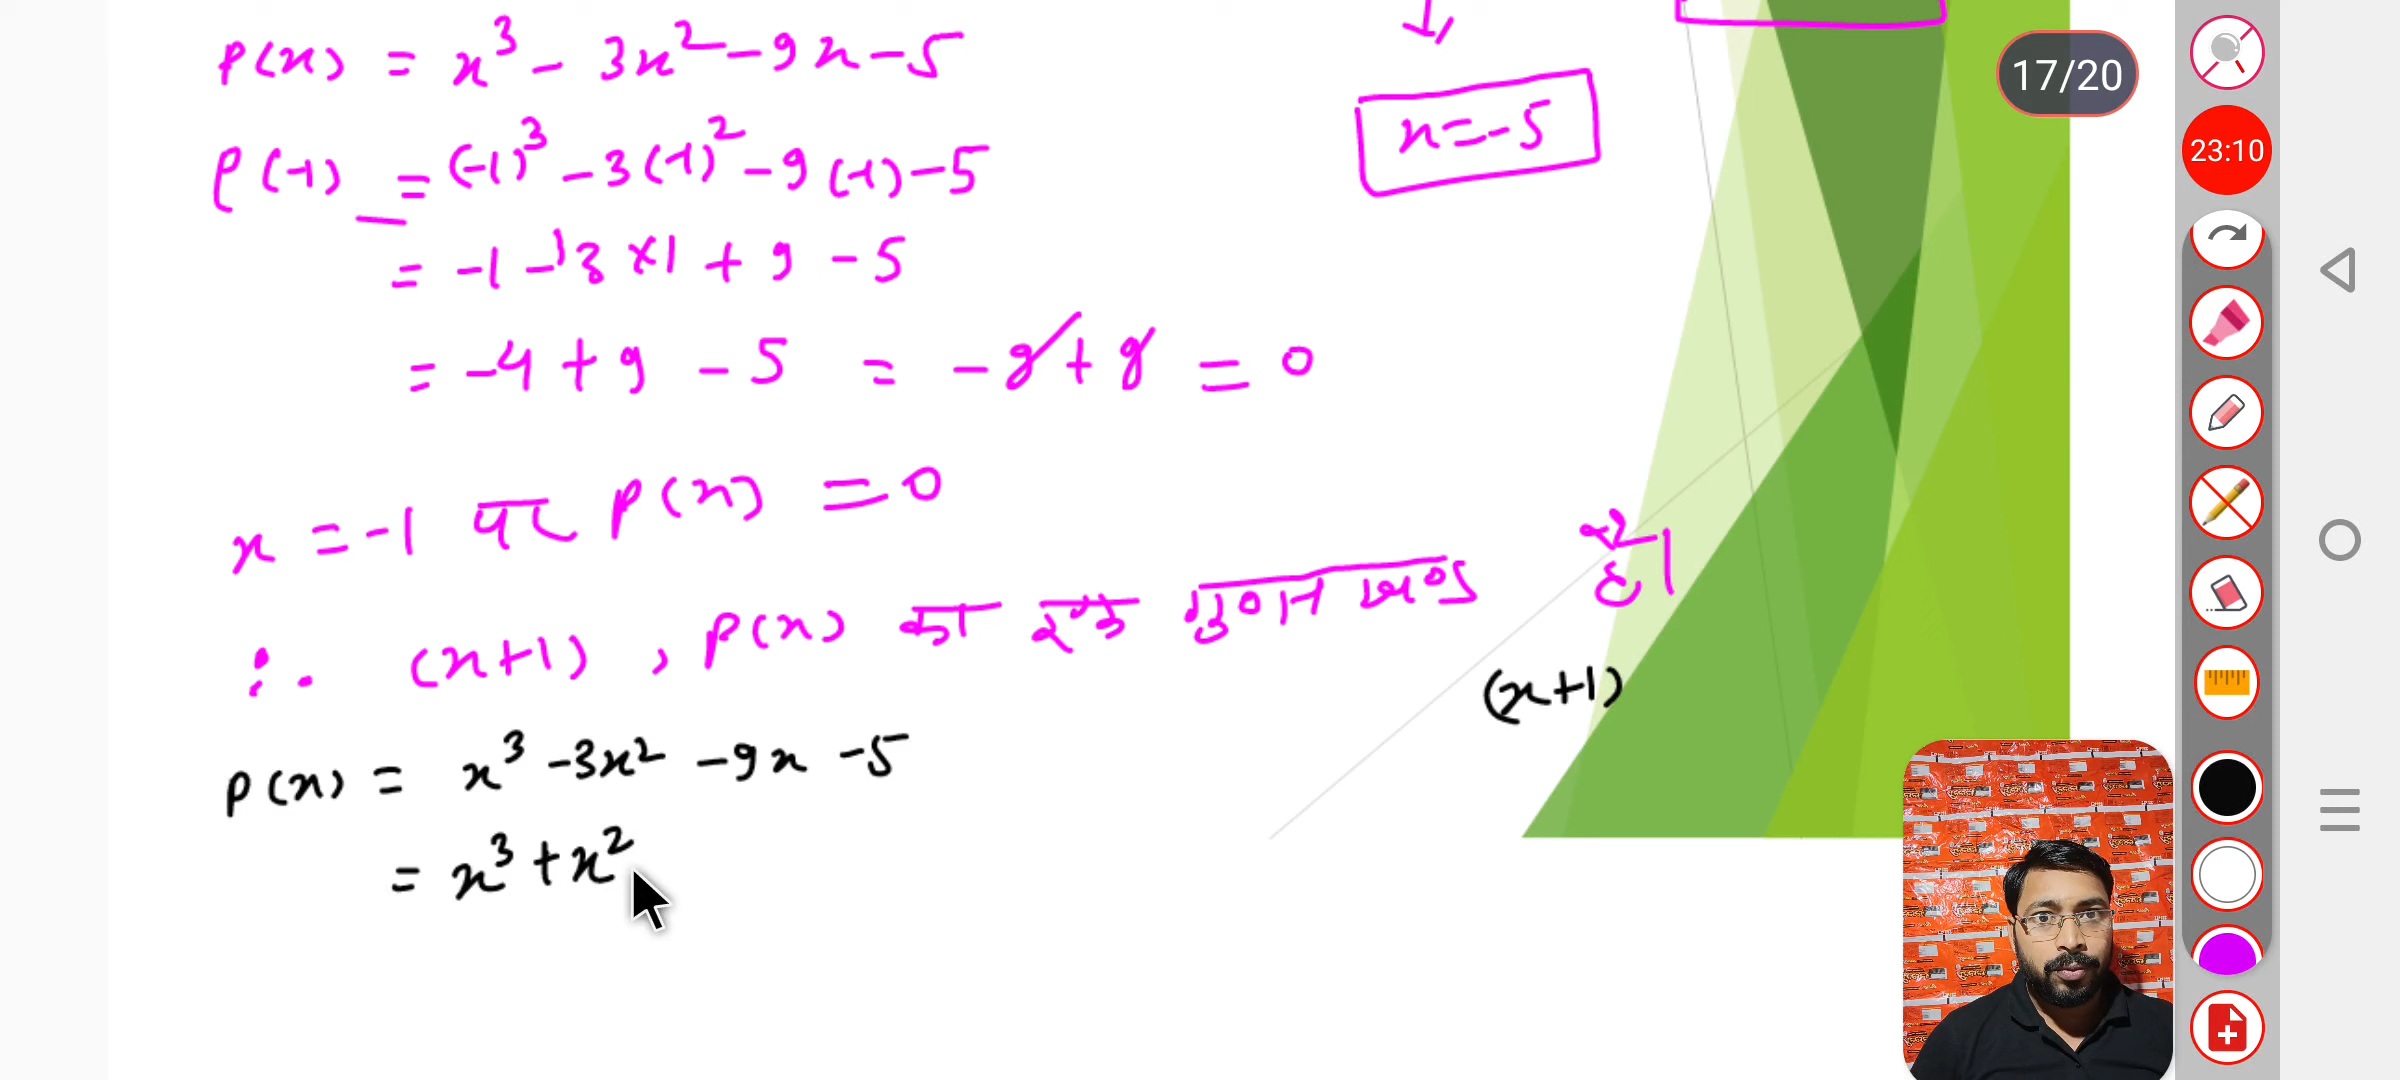 p(x) = x³ - 3x² - 9x - 5
x = -5
17/20
23:10
p(-1) = (-1)³ - 3(-1)² - 9(-1) - 5
= -1 - 3×1 + 9 - 5
= -4 + 9 - 5 = -9 + 9 = 0
x = -1 पर p(x) = 0
∴ (x+1), p(x) का एक गुणनखण्ड है।
(x+1)
p(x) = x³ - 3x² - 9x - 5
= x³ + x²